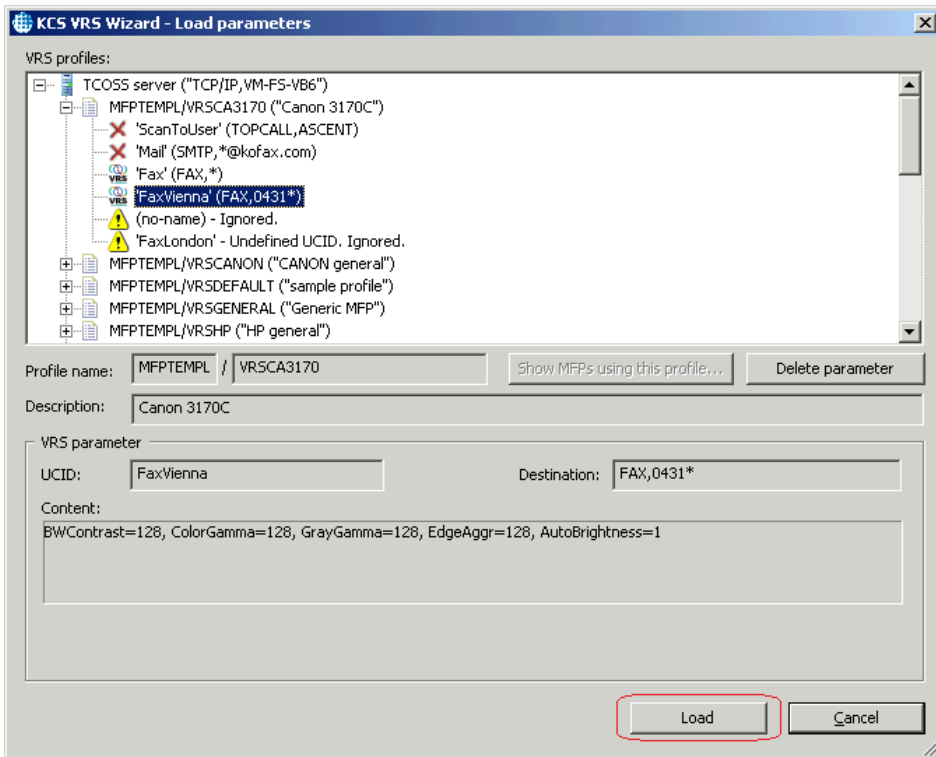 KCS VRS Wizard - Load parameters
VRS profiles:
TCOSS server ("TCP/IP,VM-FS-VB6")
MFPTEMPL/VRSCA3170 ("Canon 3170C")
'ScanToUser' (TOPCALL,ASCENT)
'Mail' (SMTP,*@kofax.com)
VRS 'Fax' (FAX,*)
VRS 'FaxVienna' (FAX,0431*)
(no-name) - Ignored.
'FaxLondon' - Undefined UCID. Ignored.
MFPTEMPL/VRSCANON ("CANON general")
MFPTEMPL/VRSDEFAULT ("sample profile")
MFPTEMPL/VRSGENERAL ("Generic MFP")
MFPTEMPL/VRSHP ("HP general")
Profile name: MFPTEMPL / VRSCA3170 Show MFPs using this profile... Delete parameter
Description: Canon 3170C
VRS parameter
UCID: FaxVienna Destination: FAX,0431*
Content:
BWContrast=128, ColorGamma=128, GrayGamma=128, EdgeAggr=128, AutoBrightness=1
Load Cancel